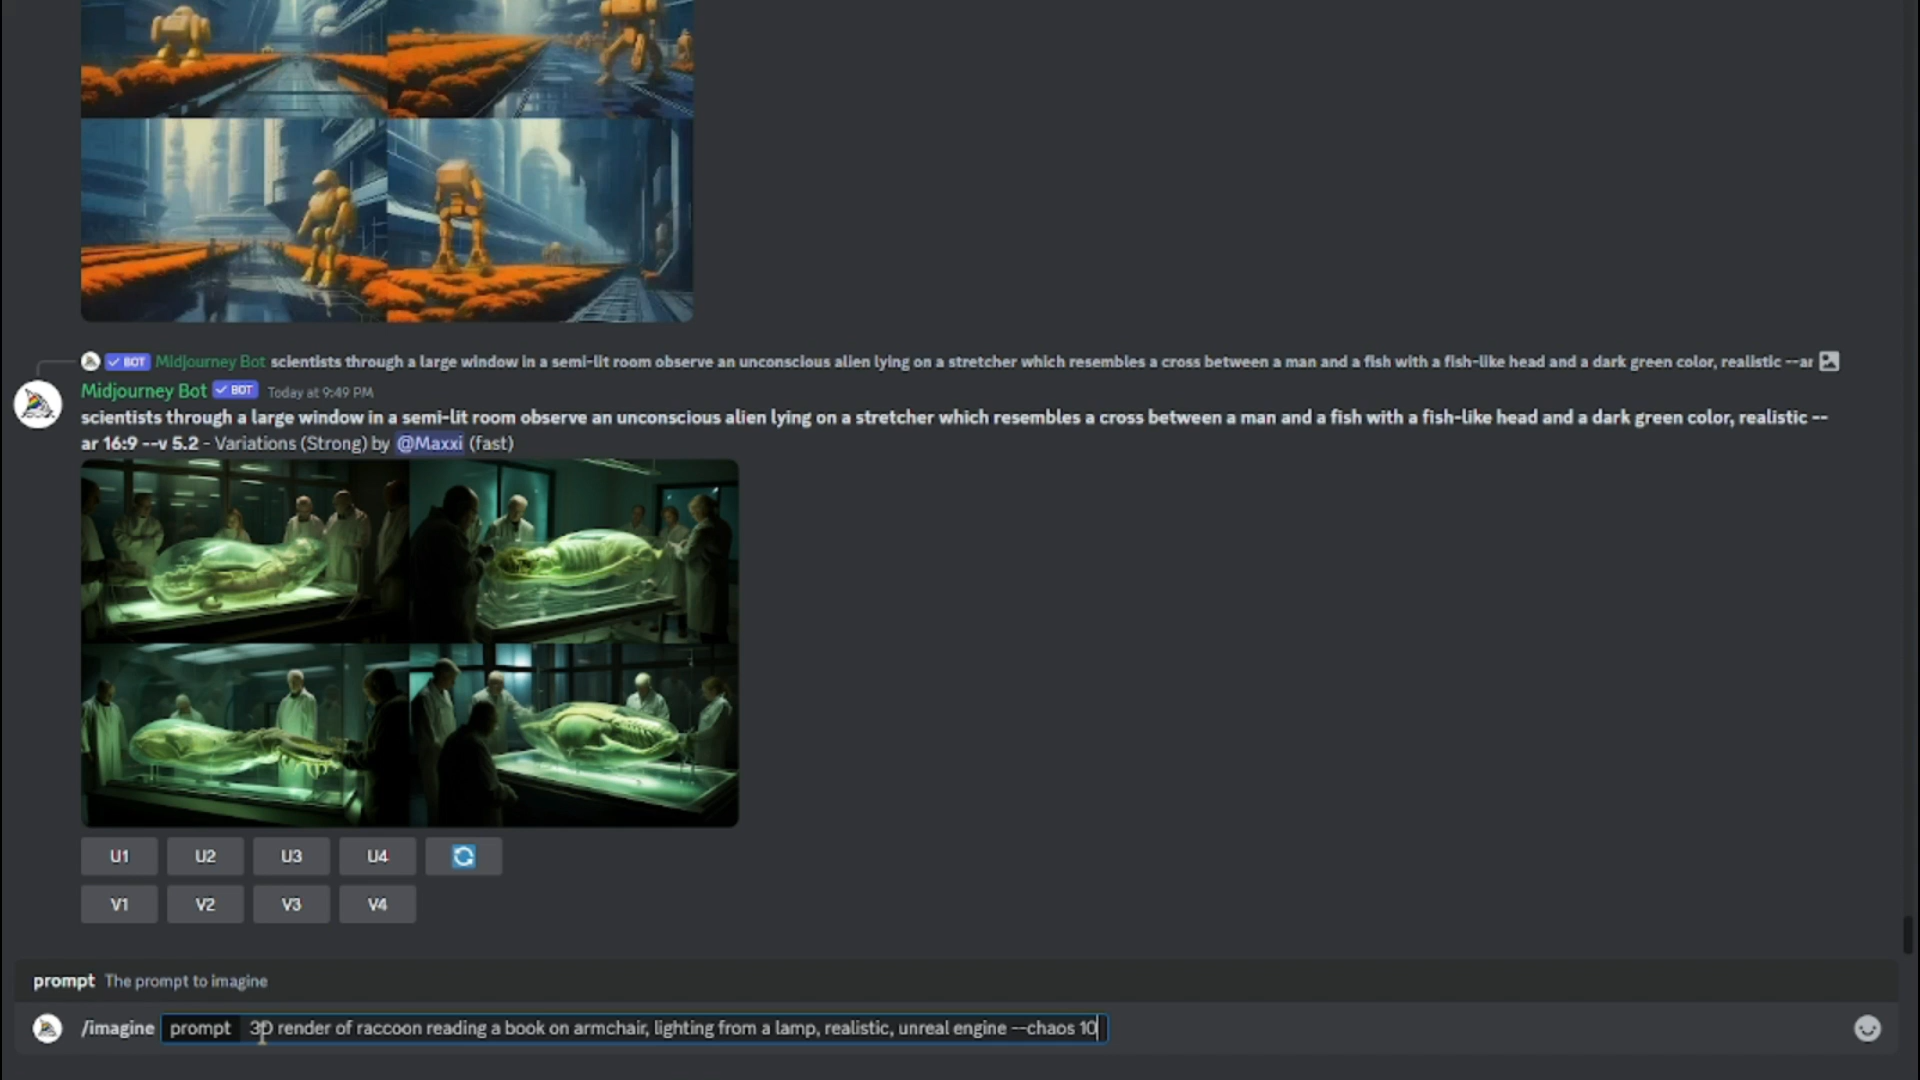 BOT Midjourney Bot scientists through a large window in a semi-lit room observe an unconscious alien lying on a stretcher which resembles a cross between a man and a fish with a fish-like head and a dark green color, realistic --ar
Midjourney Bot BOT Today at 9:49 PM
scientists through a large window in a semi-lit room observe an unconscious alien lying on a stretcher which resembles a cross between a man and a fish with a fish-like head and a dark green color, realistic --
ar 16:9 --v 5.2 - Variations (Strong) by @Maxxi (fast)
U1 U2 U3 U4
V1 V2 V3 V4
prompt The prompt to imagine
/imagine prompt 3D render of raccoon reading a book on armchair, lighting from a lamp, realistic, unreal engine --chaos 10